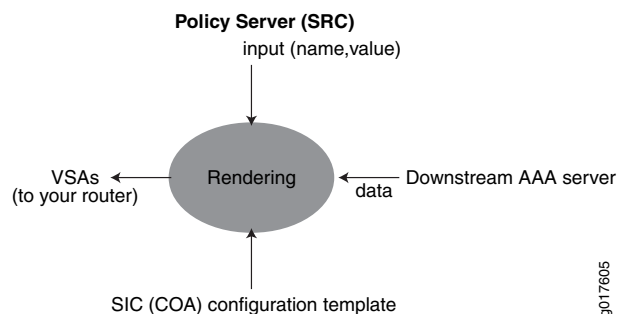 Policy Server (SRC)
input (name,value)
VSAs
(to your router)
Rendering
data
Downstream AAA server
SIC (COA) configuration template
g017605